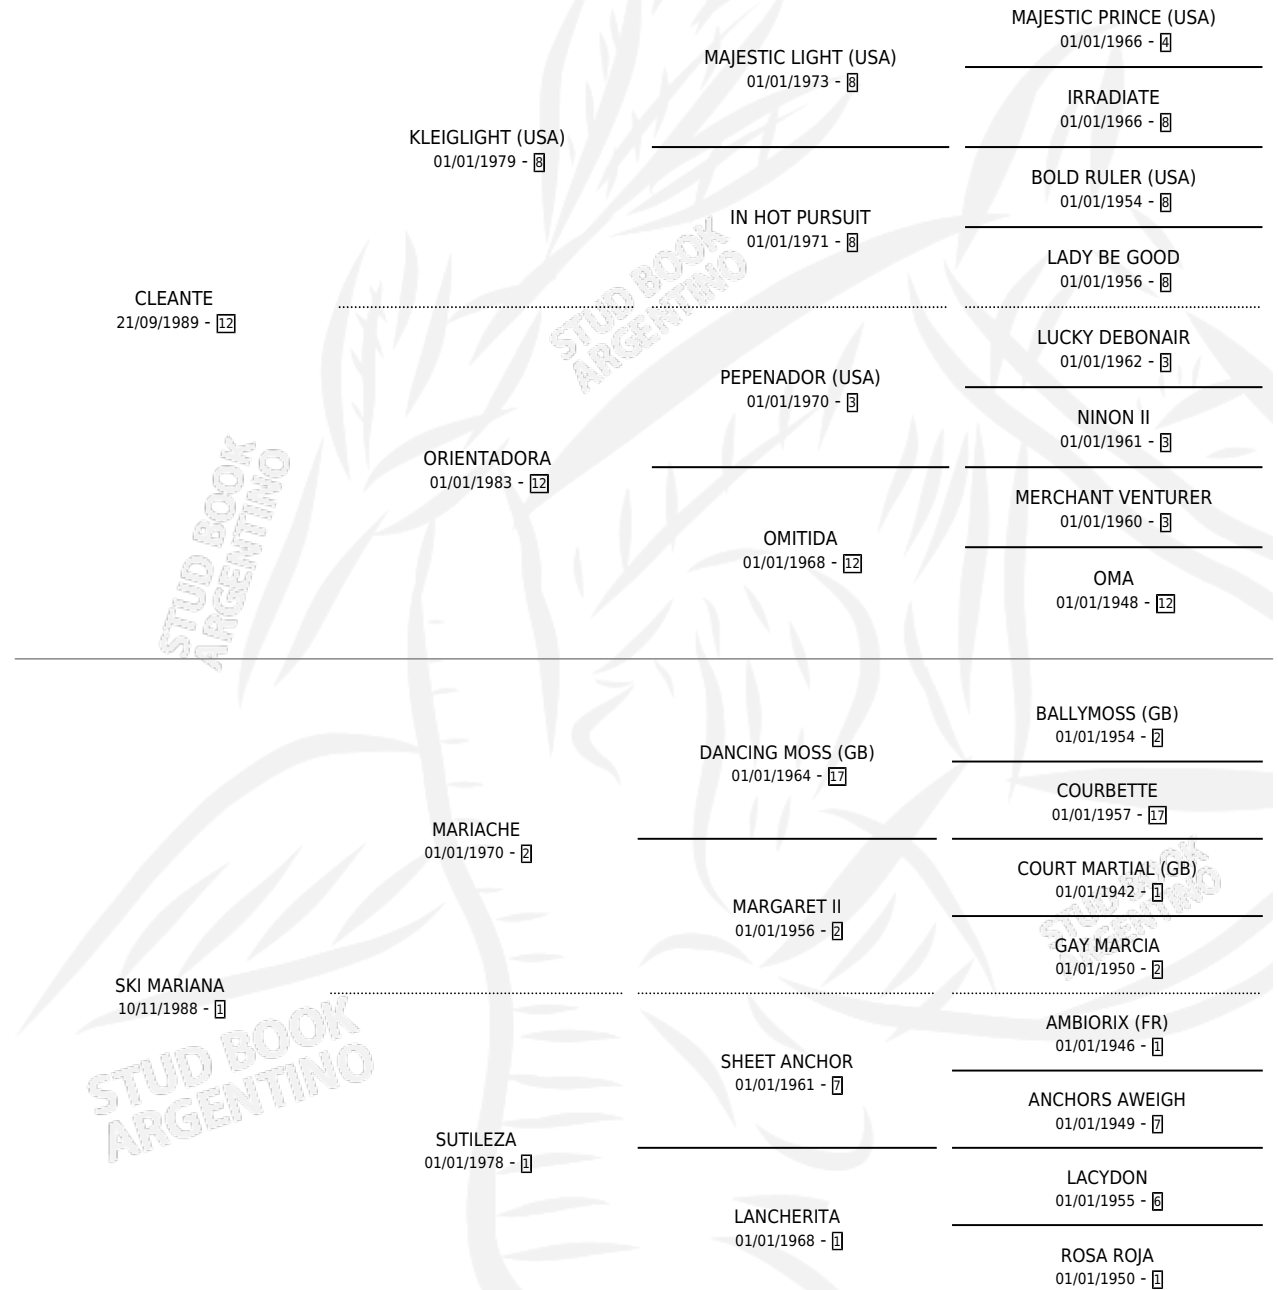 MAJESTIC PRINCE (USA)
01/01/1966 - 4
MAJESTIC LIGHT (USA)
01/01/1973 - 8
IRRADIATE
01/01/1966 - 8
KLEIGLIGHT (USA)
01/01/1979 - 8
BOLD RULER (USA)
01/01/1954 - 8
IN HOT PURSUIT
01/01/1971 - 8
LADY BE GOOD
01/01/1956 - 8
CLEANTE
21/09/1989 - 12
STUD BOOK
ARGENTINO
LUCKY DEBONAIR
01/01/1962 - 3
PEPENADOR (USA)
01/01/1970 - 3
NINON II
01/01/1961 - 3
ORIENTADORA
01/01/1983 - 12
MERCHANT VENTURER
01/01/1960 - 3
OMITIDA
01/01/1968 - 12
OMA
01/01/1948 - 12
STUD BOOK
ARGENTINO
BALLYMOSS (GB)
01/01/1954 - 2
DANCING MOSS (GB)
01/01/1964 - 17
COURBETTE
01/01/1957 - 17
MARIACHE
01/01/1970 - 2
COURT MARTIAL (GB)
01/01/1942 - 1
MARGARET II
01/01/1956 - 2
GAY MARCIA
01/01/1950 - 2
STUD BOOK
ARGENTINO
SKI MARIANA
10/11/1988 - 1
AMBIORIX (FR)
01/01/1946 - 1
SHEET ANCHOR
01/01/1961 - 7
ANCHORS AWEIGH
01/01/1949 - 7
STUD BOOK
ARGENTINO
SUTILEZA
01/01/1978 - 1
LACYDON
01/01/1955 - 6
LANCHERITA
01/01/1968 - 1
ROSA ROJA
01/01/1950 - 1